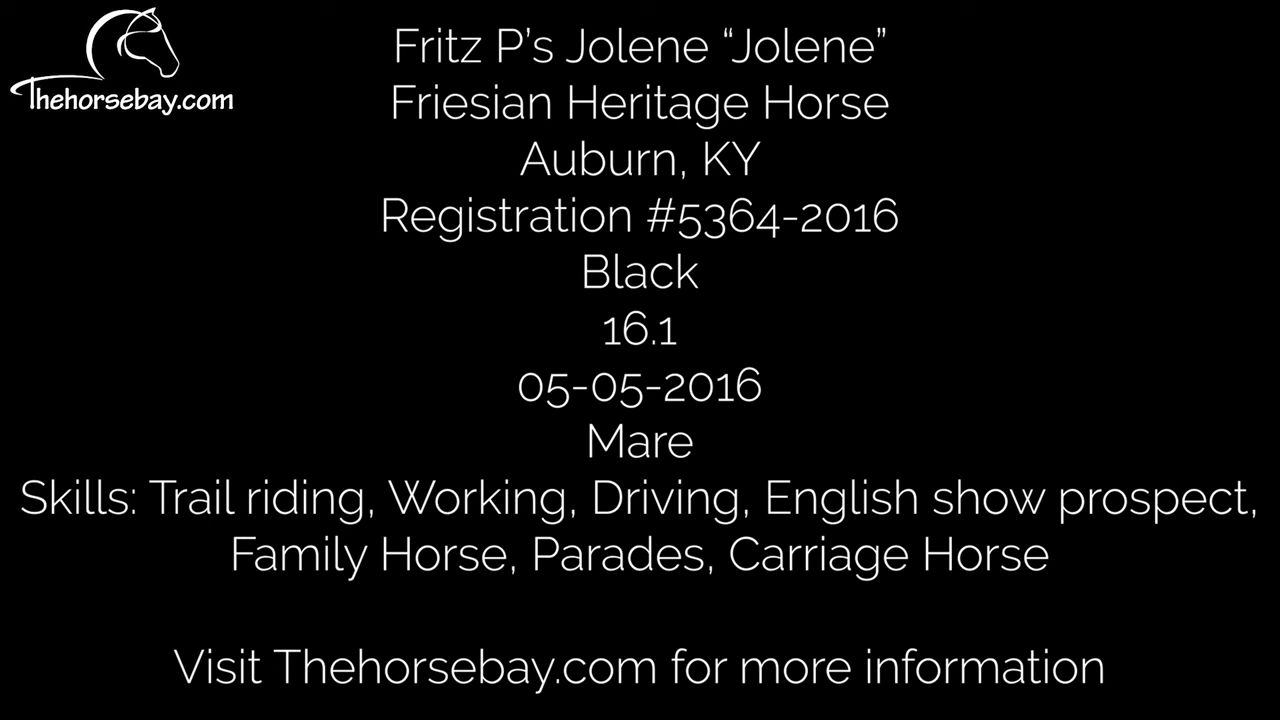 Thehorsebay.com
Fritz P's Jolene “Jolene”
Friesian Heritage Horse
Auburn, KY
Registration #5364-2016
Black
16.1
05-05-2016
Mare
Skills: Trail riding, Working, Driving, English show prospect,
Family Horse, Parades, Carriage Horse
Visit Thehorsebay.com for more information